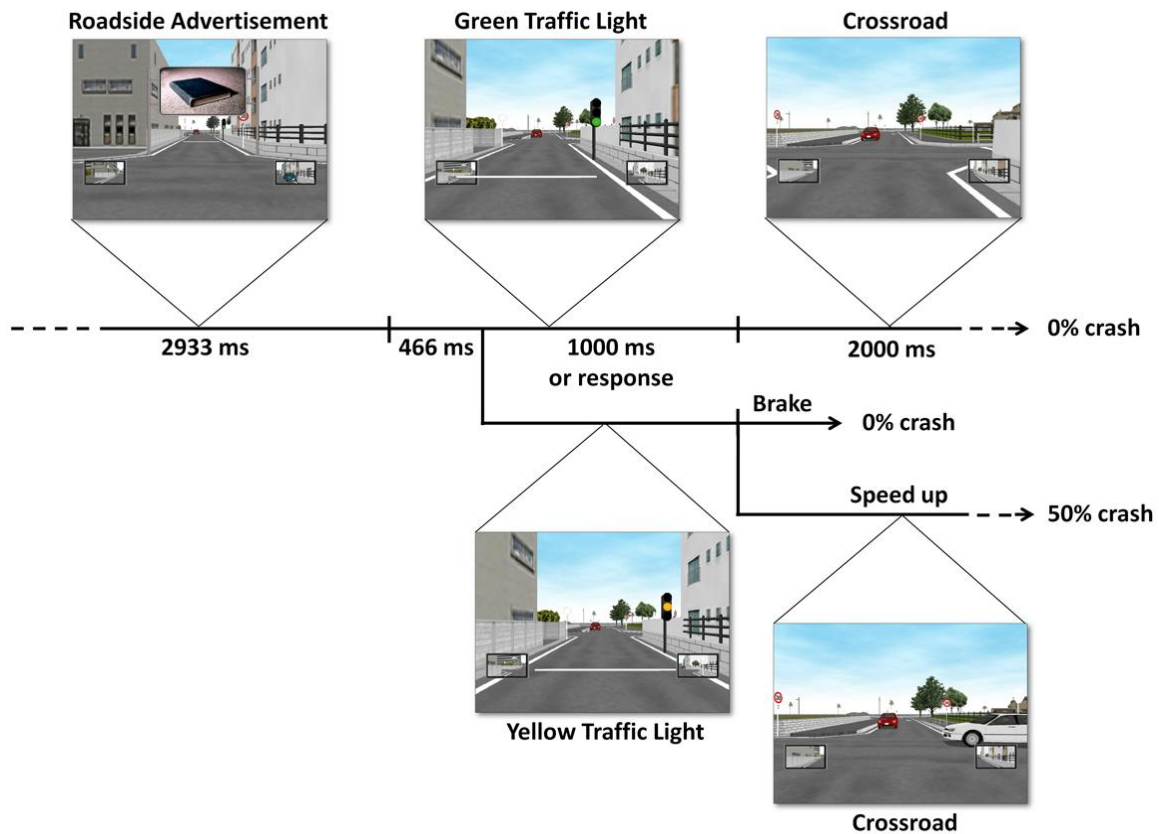 Roadside Advertisement
Green Traffic Light
Crossroad
2933 ms
466 ms
1000 ms
or response
2000 ms
0% crash
Brake
0% crash
Speed up
50% crash
Yellow Traffic Light
Crossroad